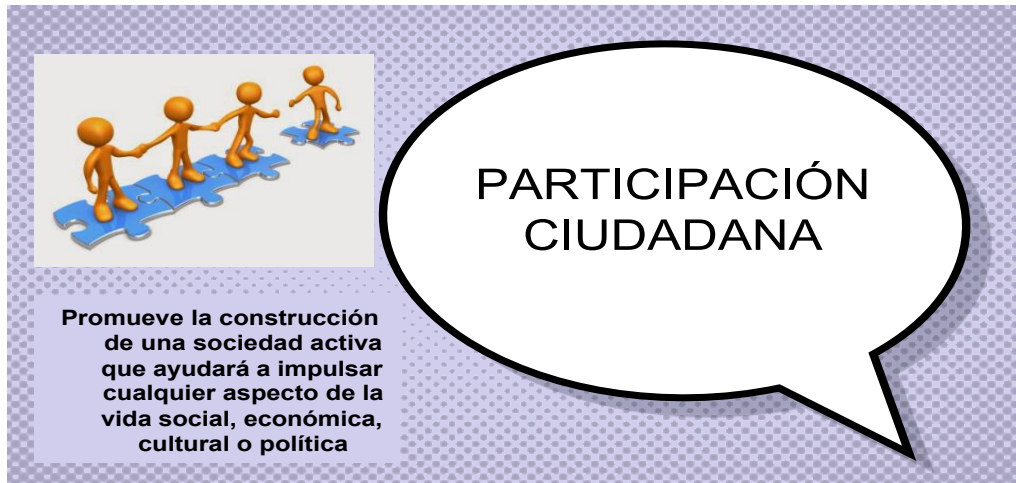 PARTICIPACIÓN
CIUDADANA
Promueve la construcción
de una sociedad activa
que ayudará a impulsar
cualquier aspecto de la
vida social, económica,
cultural o política